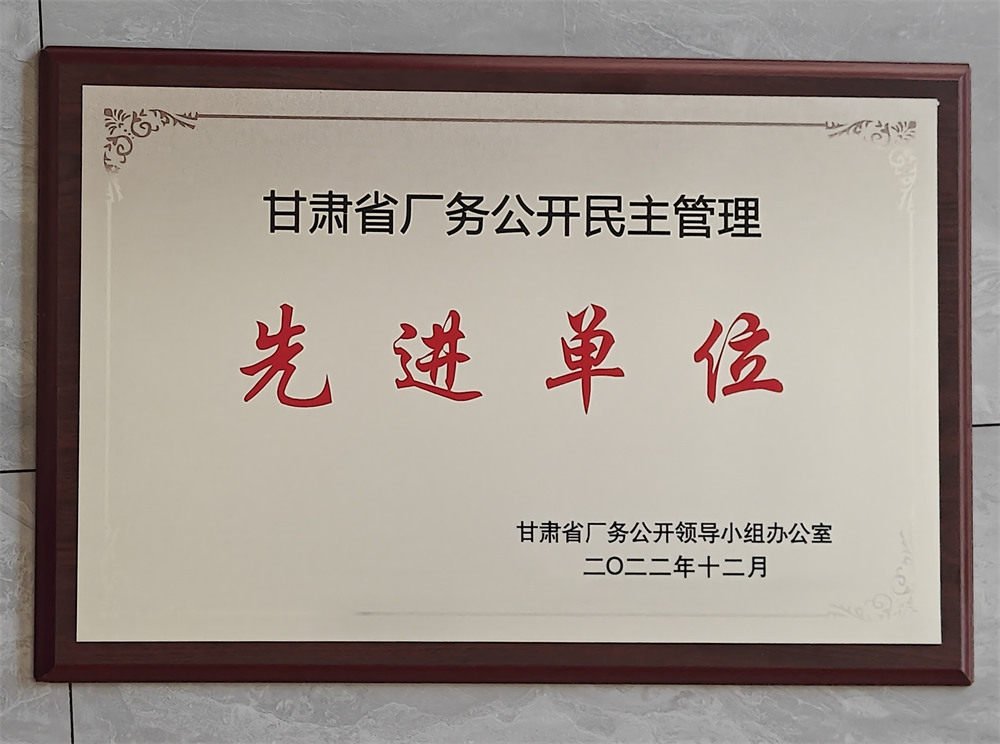 甘肃省厂务公开民主管理
先进单位
甘肃省厂务公开领导小组办公室
二〇二二年十二月